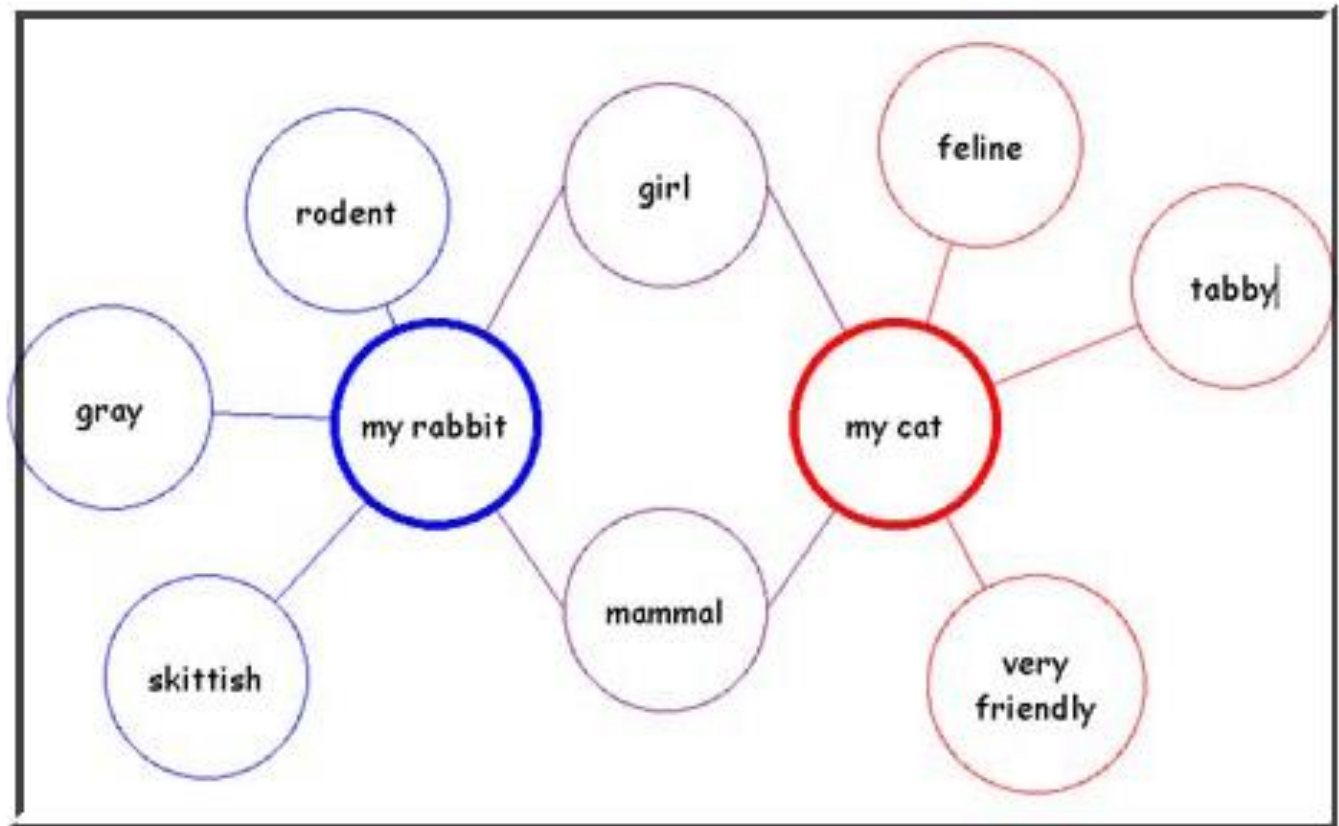 feline
girl
rodent
tabby
gray
my rabbit
my cat
mammal
skittish
very
friendly